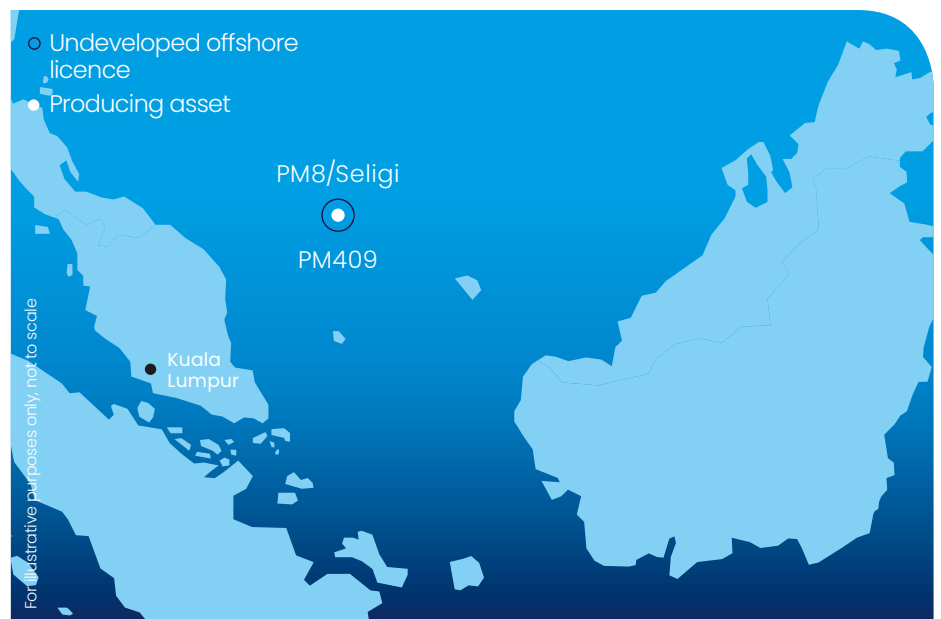 Undeveloped offshore
licence
Producing asset
PM8/Seligi
PM409
Kuala
Lumpur
For illustrative purposes only, not to scale